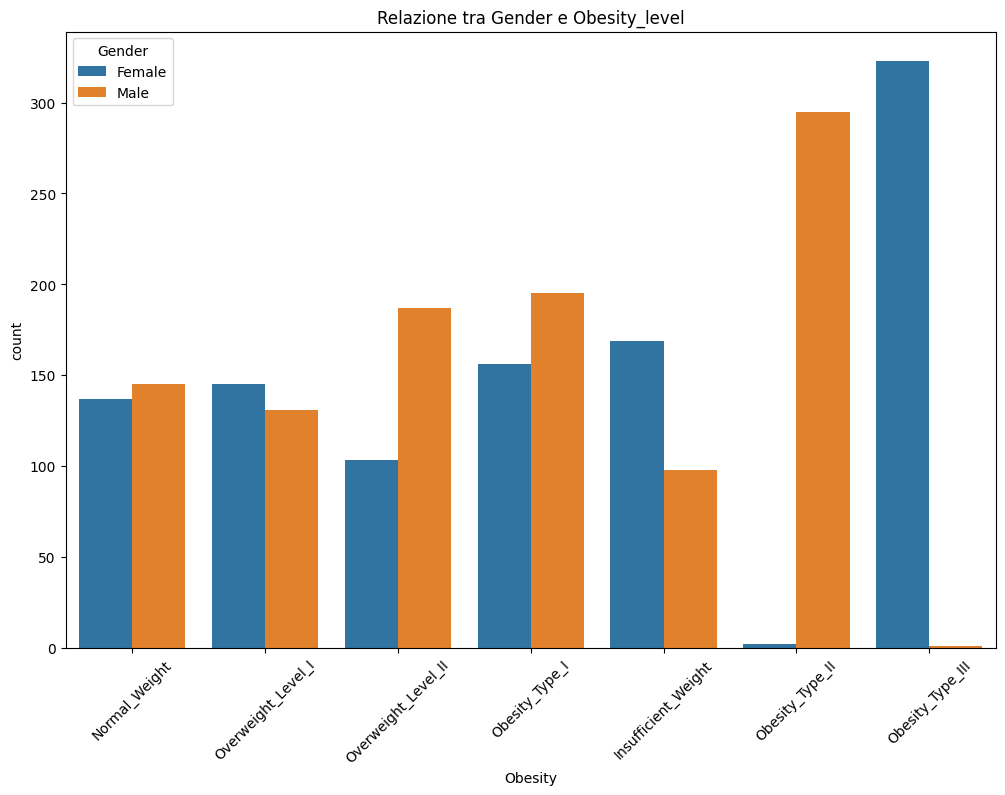 Relazione tra Gender e Obesity_level
Gender
Female
Male
count
300
250
200
150
100
50
0
Normal_Weight
Overweight_Level_I
Overweight_Level_II
Obesity_Type_I
Insufficient_Weight
Obesity_Type_II
Obesity_Type_III
Obesity